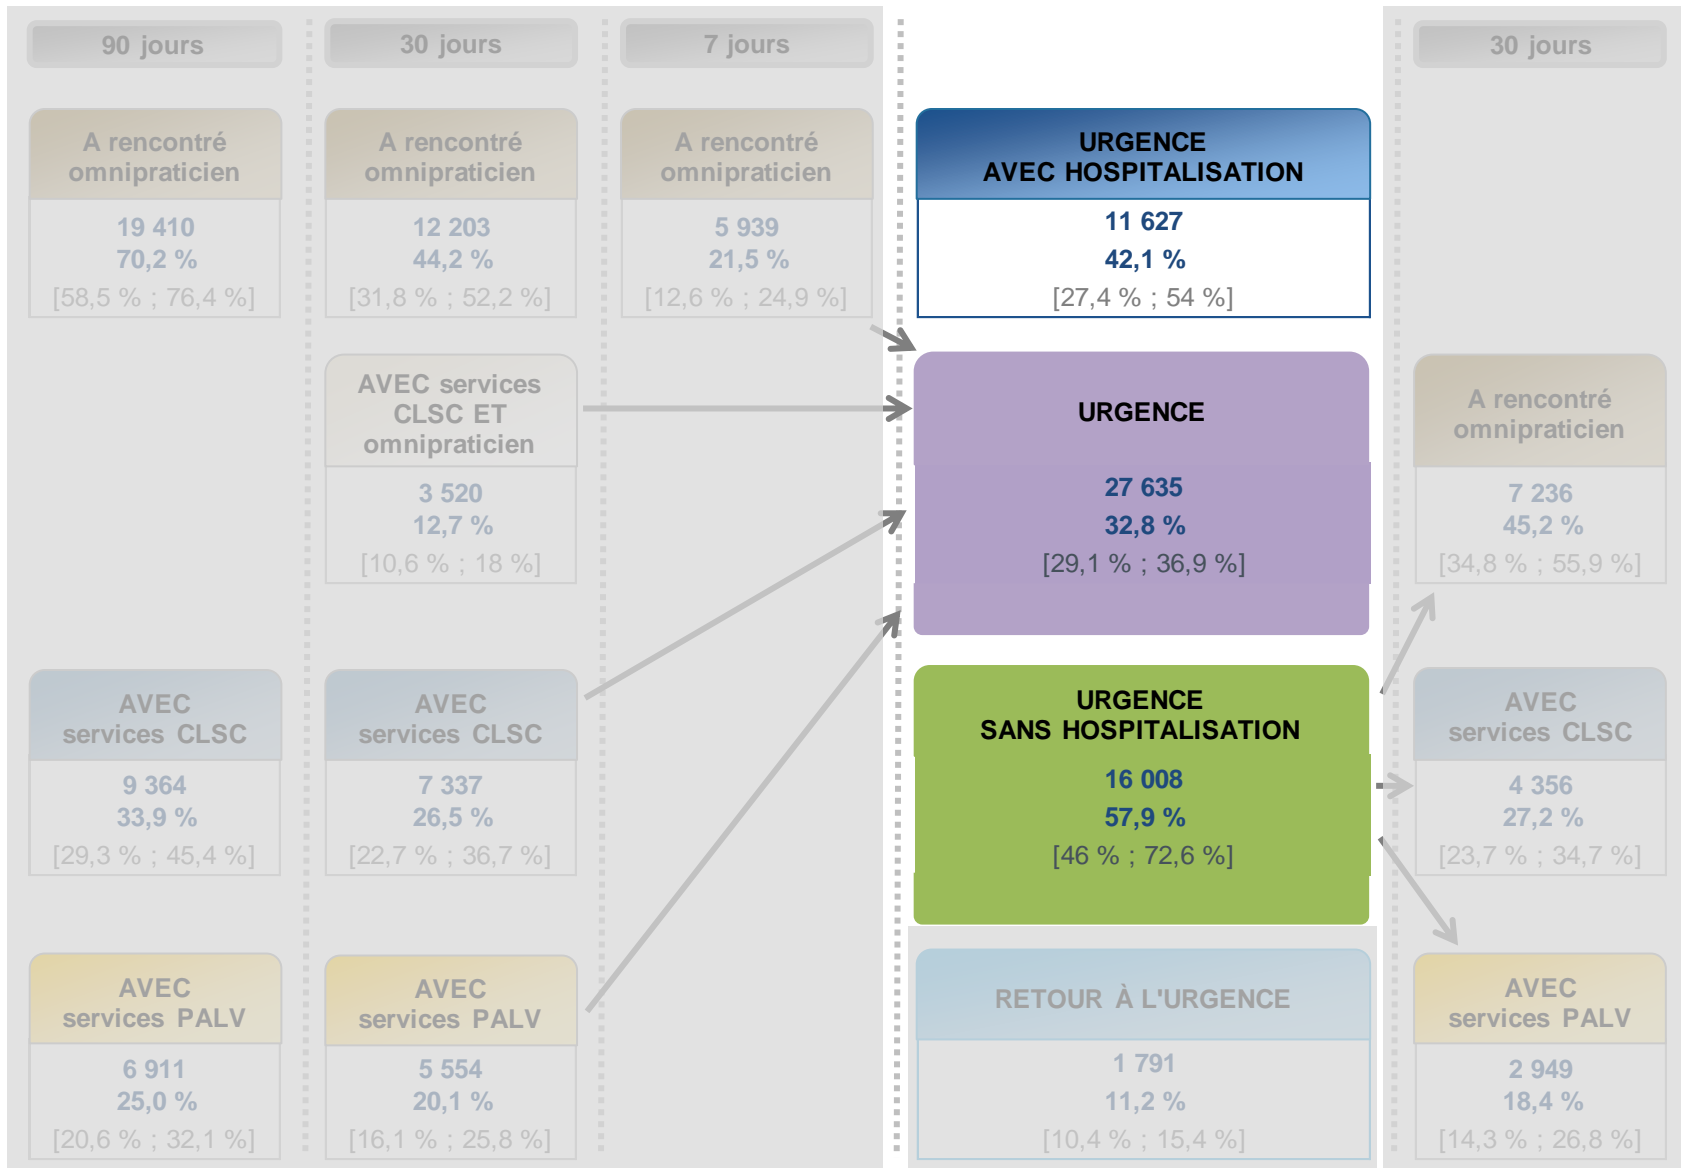 90 jours
30 jours
7 jours
30 jours
A rencontré
omnipraticien
19 410
70,2 %
[58,5 % ; 76,4 %]
A rencontré
omnipraticien
12 203
44,2 %
[31,8 % ; 52,2 %]
A rencontré
omnipraticien
5 939
21,5 %
[12,6 % ; 24,9 %]
URGENCE
AVEC HOSPITALISATION
11 627
42,1 %
[27,4 % ; 54 %]
AVEC services
CLSC ET
omnipraticien
3 520
12,7 %
[10,6 % ; 18 %]
URGENCE
27 635
32,8 %
[29,1 % ; 36,9 %]
A rencontré
omnipraticien
7 236
45,2 %
[34,8 % ; 55,9 %]
AVEC
services CLSC
9 364
33,9 %
[29,3 % ; 45,4 %]
AVEC
services CLSC
7 337
26,5 %
[22,7 % ; 36,7 %]
URGENCE
SANS HOSPITALISATION
16 008
57,9 %
[46 % ; 72,6 %]
AVEC
services CLSC
4 356
27,2 %
[23,7 % ; 34,7 %]
AVEC
services PALV
6 911
25,0 %
[20,6 % ; 32,1 %]
AVEC
services PALV
5 554
20,1 %
[16,1 % ; 25,8 %]
RETOUR À L'URGENCE
1 791
11,2 %
[10,4 % ; 15,4 %]
AVEC
services PALV
2 949
18,4 %
[14,3 % ; 26,8 %]